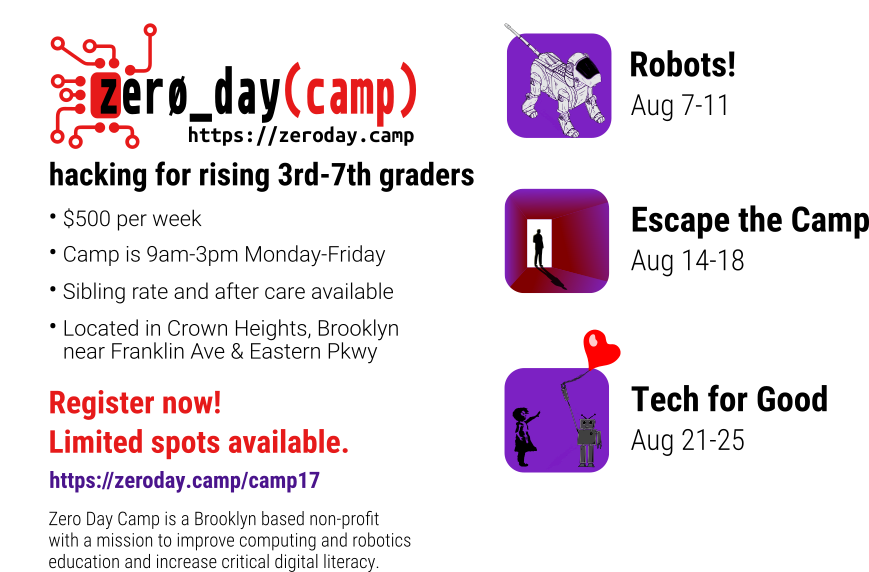 zerø_day(camp)
https://zeroday.camp
hacking for rising 3rd-7th graders
• $500 per week
• Camp is 9am-3pm Monday-Friday
• Sibling rate and after care available
• Located in Crown Heights, Brooklyn
near Franklin Ave & Eastern Pkwy
Register now!
Limited spots available.
https://zeroday.camp/camp17
Zero Day Camp is a Brooklyn based non-profit
with a mission to improve computing and robotics
education and increase critical digital literacy.
Robots!
Aug 7-11
Escape the Camp
Aug 14-18
Tech for Good
Aug 21-25